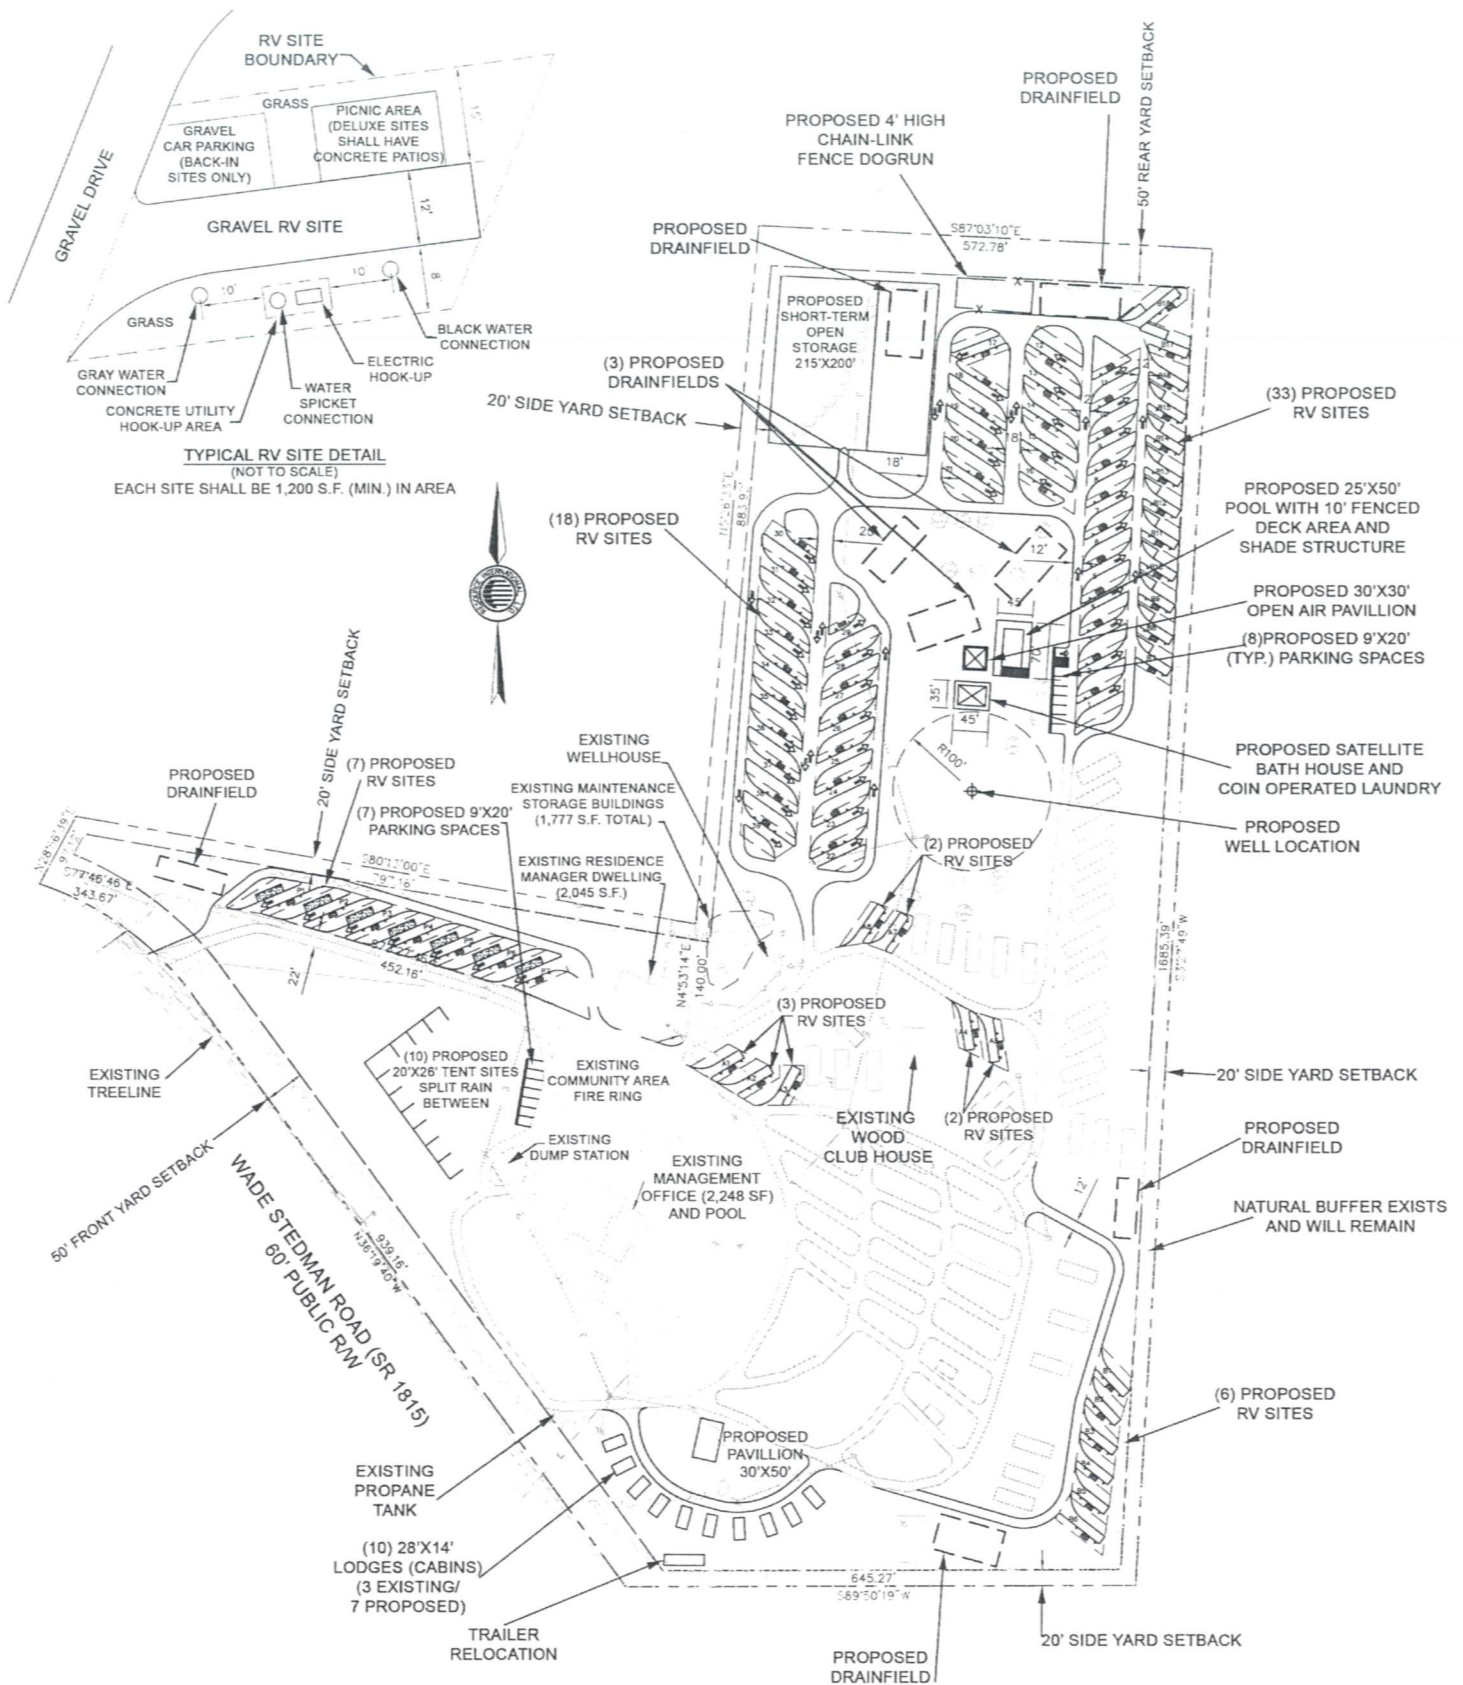 RV SITE
BOUNDARY
GRASS
PICNIC AREA
(DELUXE SITES
SHALL HAVE
CONCRETE PATIOS)
GRAVEL
CAR PARKING
(BACK-IN
SITES ONLY)
15'
12'
GRAVEL DRIVE
GRAVEL RV SITE
10'
10'
8'
GRASS
BLACK WATER
CONNECTION
ELECTRIC
HOOK-UP
GRAY WATER
CONNECTION
WATER
SPICKET
CONNECTION
CONCRETE UTILITY
HOOK-UP AREA
TYPICAL RV SITE DETAIL
(NOT TO SCALE)
EACH SITE SHALL BE 1,200 S.F. (MIN.) IN AREA
PROPOSED
DRAINFIELD
50' REAR YARD SETBACK
PROPOSED 4' HIGH
CHAIN-LINK
FENCE DOGRUN
PROPOSED
DRAINFIELD
S87°03'10"E
572.78'
PROPOSED
SHORT-TERM
OPEN
STORAGE
215'X200'
(3) PROPOSED
DRAINFIELDS
20' SIDE YARD SETBACK
(33) PROPOSED
RV SITES
18'
18'
12'
PROPOSED 25'X50'
POOL WITH 10' FENCED
DECK AREA AND
SHADE STRUCTURE
(18) PROPOSED
RV SITES
12'
45'
PROPOSED 30'X30'
OPEN AIR PAVILLION
(8)PROPOSED 9'X20'
(TYP.) PARKING SPACES
35'
45'
R100'
PROPOSED SATELLITE
BATH HOUSE AND
COIN OPERATED LAUNDRY
PROPOSED
WELL LOCATION
20' SIDE YARD SETBACK
EXISTING
WELLHOUSE
EXISTING MAINTENANCE
STORAGE BUILDINGS
(1,777 S.F. TOTAL)
EXISTING RESIDENCE
MANAGER DWELLING
(2,045 S.F.)
PROPOSED
DRAINFIELD
(7) PROPOSED
RV SITES
(7) PROPOSED 9'X20'
PARKING SPACES
(2) PROPOSED
RV SITES
S80°13'00"E
343.67'
452.16'
22'
N4°53'14"E
140.00'
1685.39'
(3) PROPOSED
RV SITES
(10) PROPOSED
20'X26' TENT SITES
SPLIT RAIN
BETWEEN
EXISTING
COMMUNITY AREA
FIRE RING
EXISTING
TREELINE
EXISTING
WOOD
CLUB HOUSE
(2) PROPOSED
RV SITES
20' SIDE YARD SETBACK
EXISTING
DUMP STATION
EXISTING
MANAGEMENT
OFFICE (2,248 SF)
AND POOL
PROPOSED
DRAINFIELD
12'
NATURAL BUFFER EXISTS
AND WILL REMAIN
50' FRONT YARD SETBACK
939.16'
N36°19'40"W
WADE STEDMAN ROAD (SR 1815)
60' PUBLIC R/W
(6) PROPOSED
RV SITES
PROPOSED
PAVILLION
30'X50'
EXISTING
PROPANE
TANK
(10) 28'X14'
LODGES (CABINS)
(3 EXISTING/
7 PROPOSED)
645.27'
S89°50'19"W
TRAILER
RELOCATION
20' SIDE YARD SETBACK
PROPOSED
DRAINFIELD